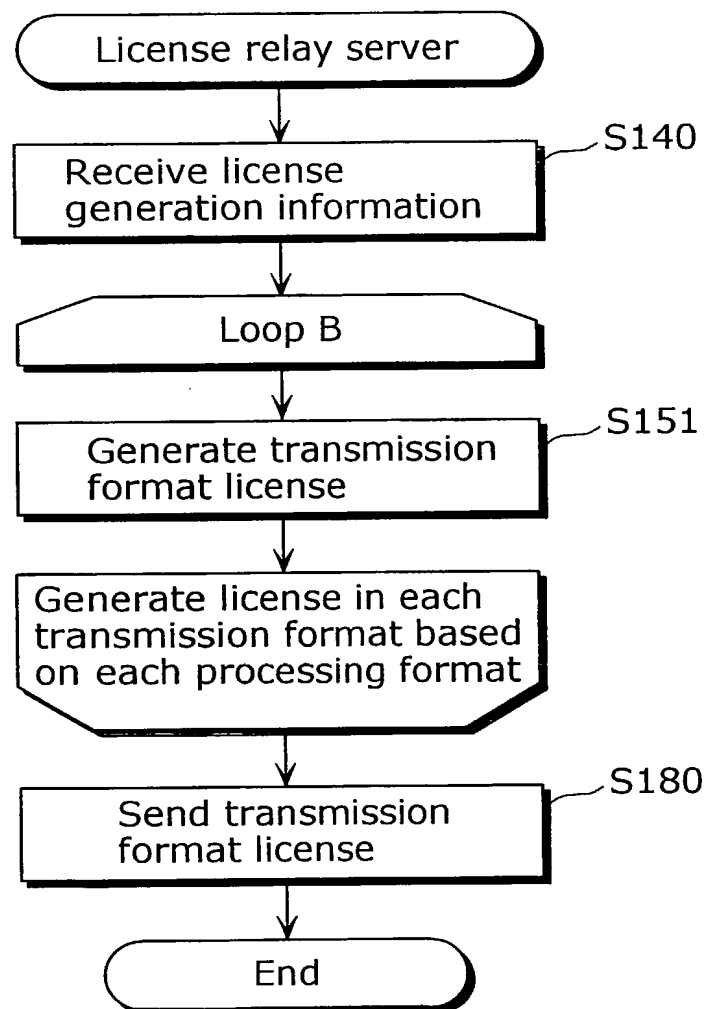 License relay server
S140
Receive license
generation information
Loop B
S151
Generate transmission
format license
Generate license in each
transmission format based
on each processing format
S180
Send transmission
format license
End